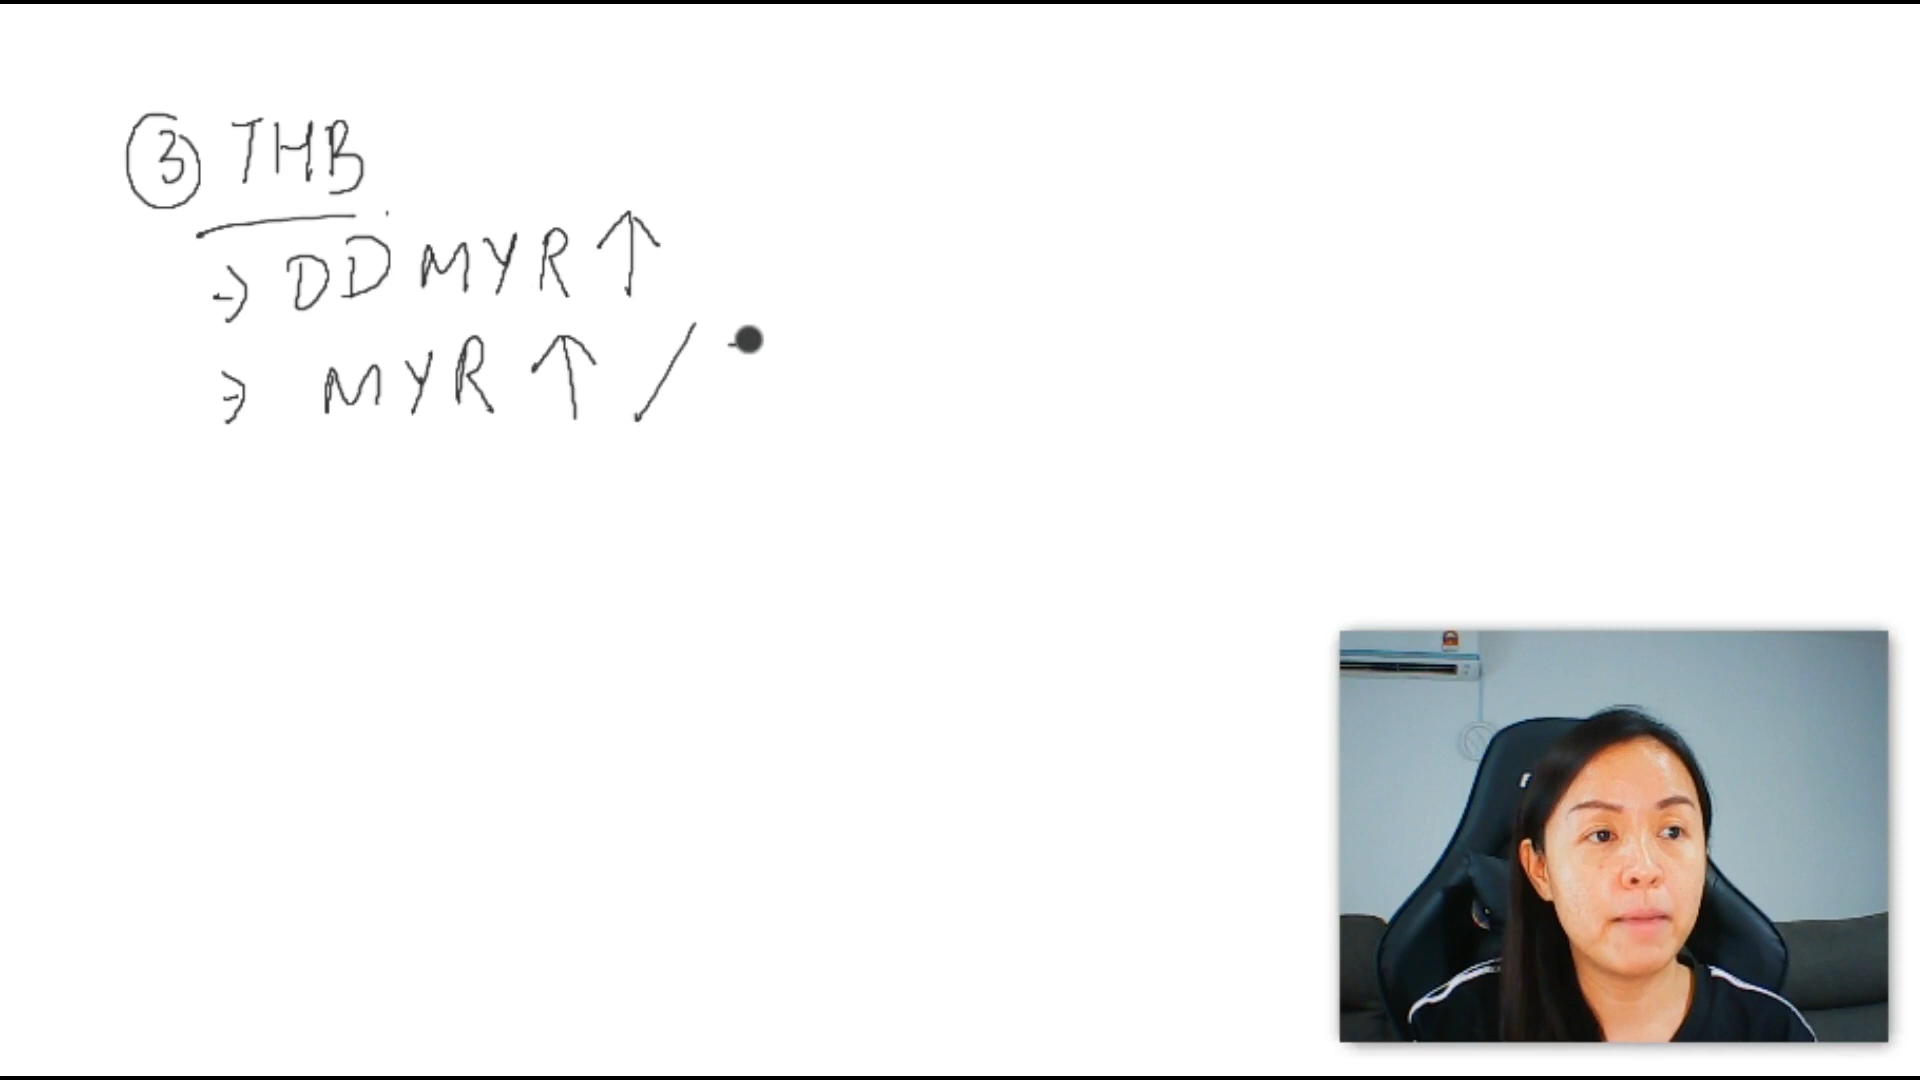 ③ THB
→ DD MYR ↑
→ MYR ↑ /